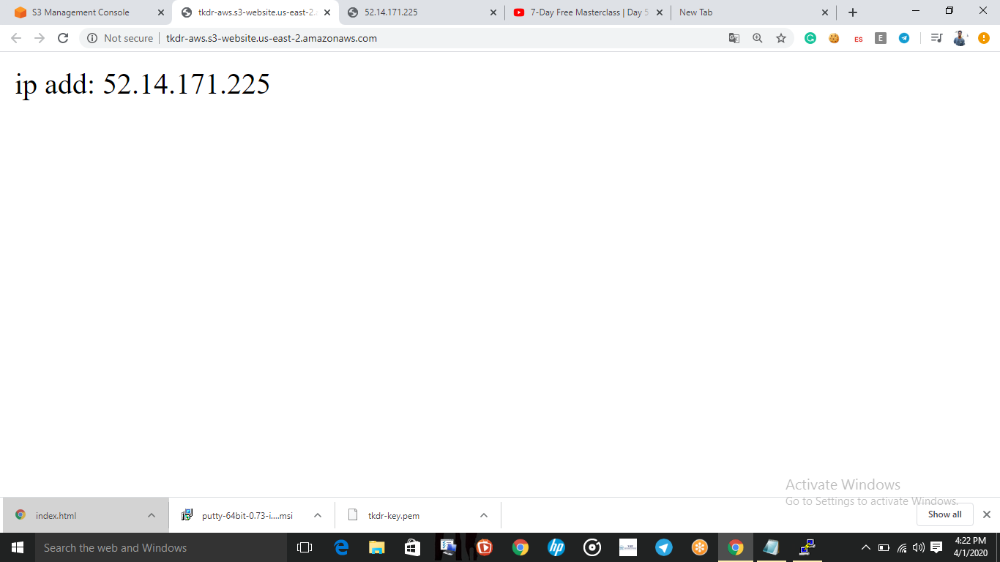 S3 Management Console
tkdr-aws.s3-website.us-east-2.
52.14.171.225
7-Day Free Masterclass | Day 5
New Tab
Not secure
tkdr-aws.s3-website.us-east-2.amazonaws.com
ES
E
ip add: 52.14.171.225
Activate Windows
Go to Settings to activate Windows.
index.html
putty-64bit-0.73-i....msi
tkdr-key.pem
Show all
Search the web and Windows
hp
4:22 PM
4/1/2020